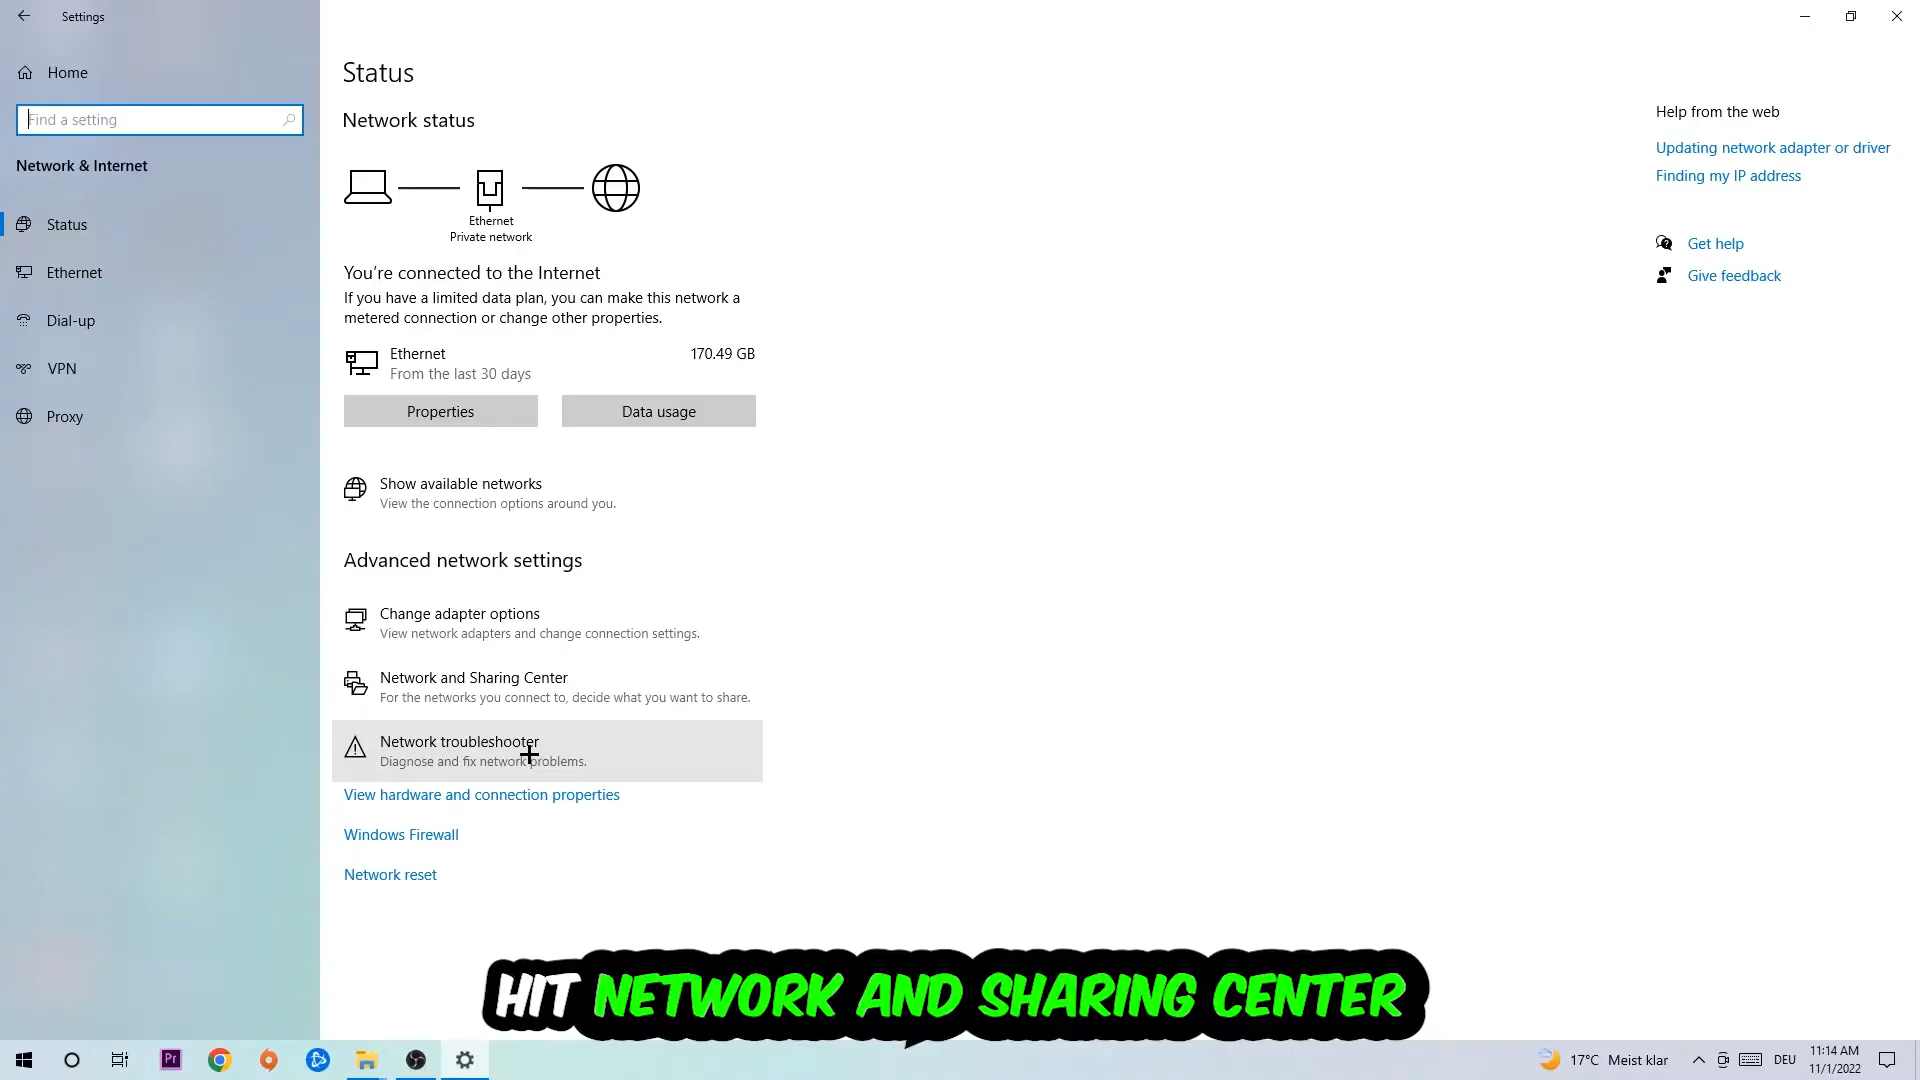 Settings
Home
Find a setting
Network & Internet
Status
Ethernet
Dial-up
VPN
Proxy
Status
Network status
Ethernet
Private network
You're connected to the Internet
If you have a limited data plan, you can make this network a
metered connection or change other properties.
Ethernet 170.49 GB
From the last 30 days
Properties Data usage
Show available networks
View the connection options around you.
Advanced network settings
Change adapter options
View network adapters and change connection settings.
Network and Sharing Center
For the networks you connect to, decide what you want to share.
Network troubleshooter
Diagnose and fix network problems.
View hardware and connection properties
Windows Firewall
Network reset
Help from the web
Updating network adapter or driver
Finding my IP address
Get help
Give feedback
HIT NETWORK AND SHARING CENTER
Pr
17°C Meist klar
DEU
11:14 AM
11/1/2022